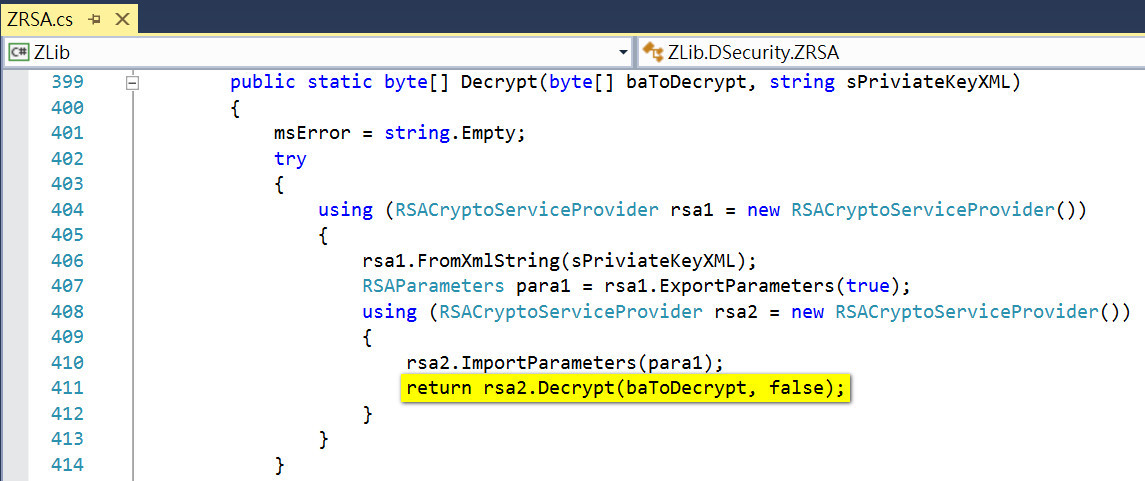 ZRSA.cs
C# ZLib ZLib.DSecurity.ZRSA
399 public static byte[] Decrypt(byte[] baToDecrypt, string sPriviateKeyXML)
400 {
401 msError = string.Empty;
402 try
403 {
404 using (RSACryptoServiceProvider rsa1 = new RSACryptoServiceProvider())
405 {
406 rsa1.FromXmlString(sPriviateKeyXML);
407 RSAParameters para1 = rsa1.ExportParameters(true);
408 using (RSACryptoServiceProvider rsa2 = new RSACryptoServiceProvider())
409 {
410 rsa2.ImportParameters(para1);
411 return rsa2.Decrypt(baToDecrypt, false);
412 }
413 }
414 }